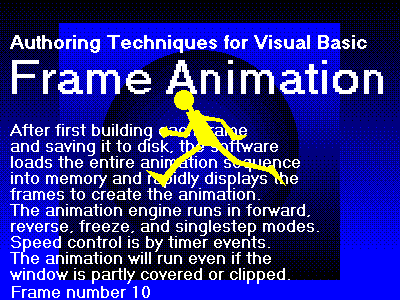 Authoring Techniques for Visual Basic
Frame Animation
After first building each frame
and saving it to disk, the software
loads the entire animation sequence
into memory and rapidly displays the
frames to create the animation.
The animation engine runs in forward,
reverse, freeze, and singlestep modes.
Speed control is by timer events.
The animation will run even if the
window is partly covered or clipped.
Frame number 10